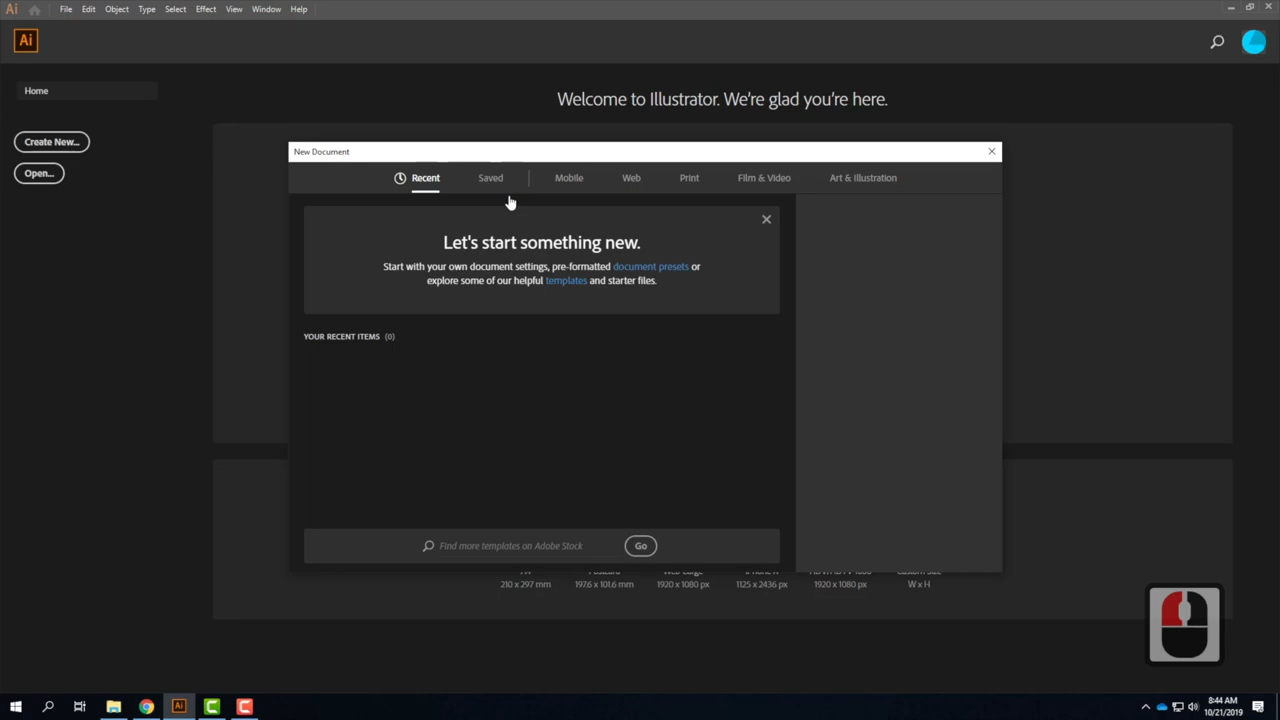 Ai File Edit Object Type Select Effect View Window Help
Ai
Home
Welcome to Illustrator. We're glad you're here.
Create New...
Open...
New Document
Recent Saved Mobile Web Print Film & Video Art & Illustration
Let's start something new.
Start with your own document settings, pre-formatted document presets or
explore some of our helpful templates and starter files.
YOUR RECENT ITEMS (0)
Find more templates on Adobe Stock Go
210 x 297 mm 197.6 x 101.6 mm 1920 x 1080 px 1125 x 2436 px 1920 x 1080 px W x H
Ai
8:44 AM
10/21/2019